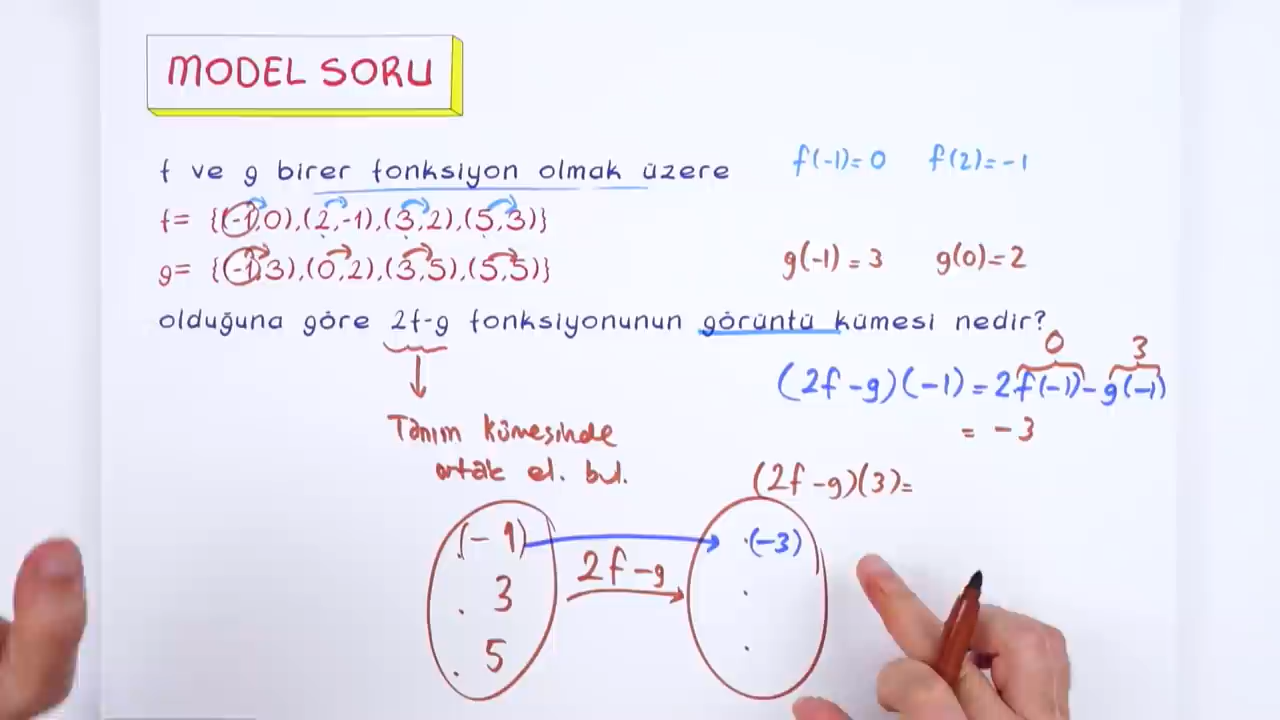 MODEL SORU
f ve g birer fonksiyon olmak üzere
f(-1)=0 f(2)=-1
f= {(-1,0),(2,-1),(3,2),(5,3)}
g= {(-1,3),(0,2),(3,5),(5,5)}
g(-1)=3 g(0)=2
olduğuna göre 2f-g fonksiyonunun görüntü kümesi nedir?
0 3
(2f-g)(-1)=2f(-1)-g(-1)
= -3
Tanım kümesinde
ortak el. bul.
(2f-g)(3)=
(-1) .(-3)
2f-g
. 3 .
. 5 .